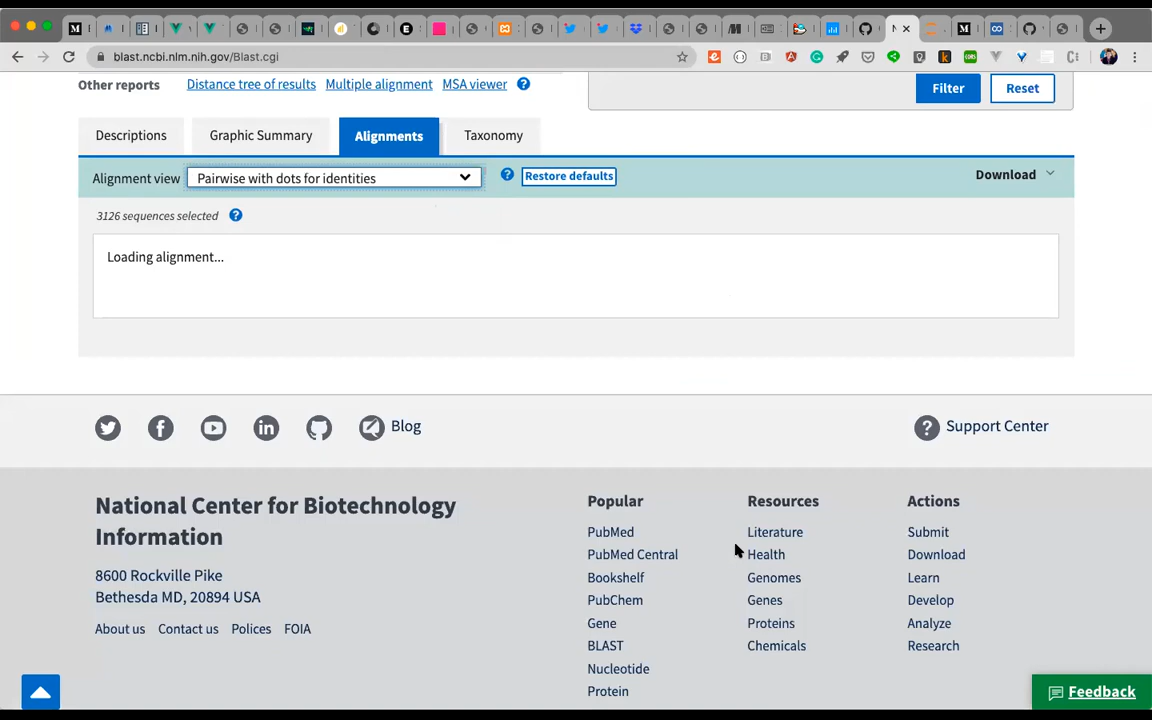 blast.ncbi.nlm.nih.gov/Blast.cgi
Other reports Distance tree of results Multiple alignment MSA viewer ?
Filter Reset
Descriptions Graphic Summary Alignments Taxonomy
Alignment view Pairwise with dots for identities ? Restore defaults Download
3126 sequences selected ?
Loading alignment...
Blog
? Support Center
National Center for Biotechnology
Information
8600 Rockville Pike
Bethesda MD, 20894 USA
About us Contact us Polices FOIA
Popular
PubMed
PubMed Central
Bookshelf
PubChem
Gene
BLAST
Nucleotide
Protein
Resources
Literature
Health
Genomes
Genes
Proteins
Chemicals
Actions
Submit
Download
Learn
Develop
Analyze
Research
Feedback